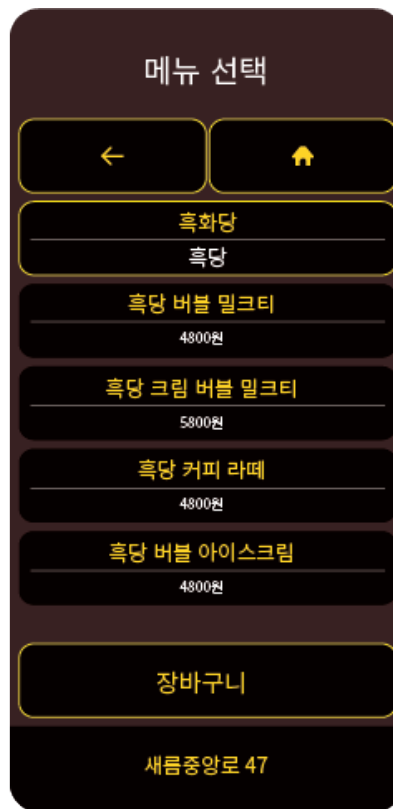 메뉴 선택
흑화당
흑당
흑당 버블 밀크티
4800원
흑당 크림 버블 밀크티
5800원
흑당 커피 라떼
4800원
흑당 버블 아이스크림
4800원
장바구니
새름중앙로 47